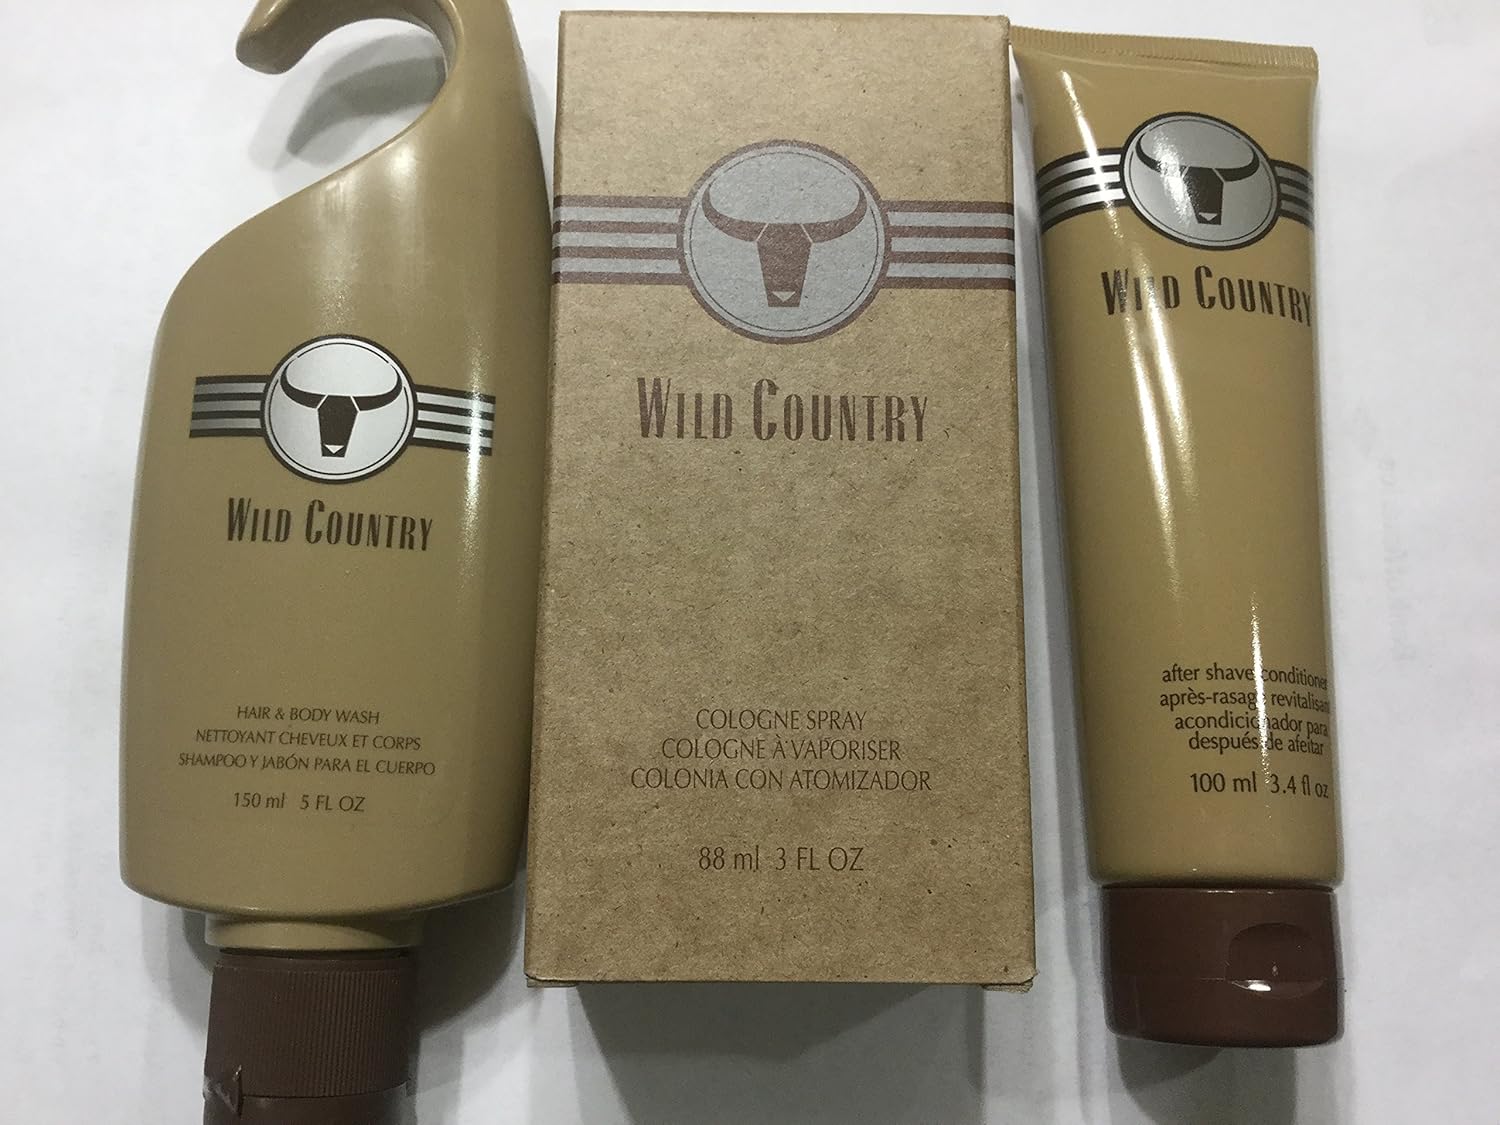 WILD COUNTRY
HAIR & BODY WASH
NETTOYANT CHEVEUX ET CORPS
SHAMPOO Y JABÓN PARA EL CUERPO
150 ml 5 FL OZ
WILD COUNTRY
COLOGNE SPRAY
COLOGNE À VAPORISER
COLONIA CON ATOMIZADOR
88 ml 3 FL OZ
WILD COUNTRY
after shave conditioner
après-rasage revitalisant
acondicionador para
después de afeitar
100 ml 3.4 fl oz